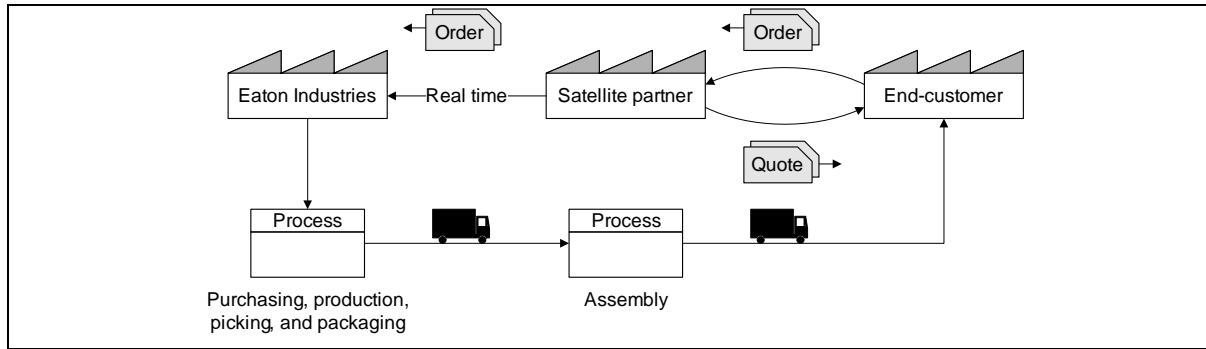 Order
Order
Eaton Industries
Real time
Satellite partner
End-customer
Quote
Process
Process
Purchasing, production,
picking, and packaging
Assembly